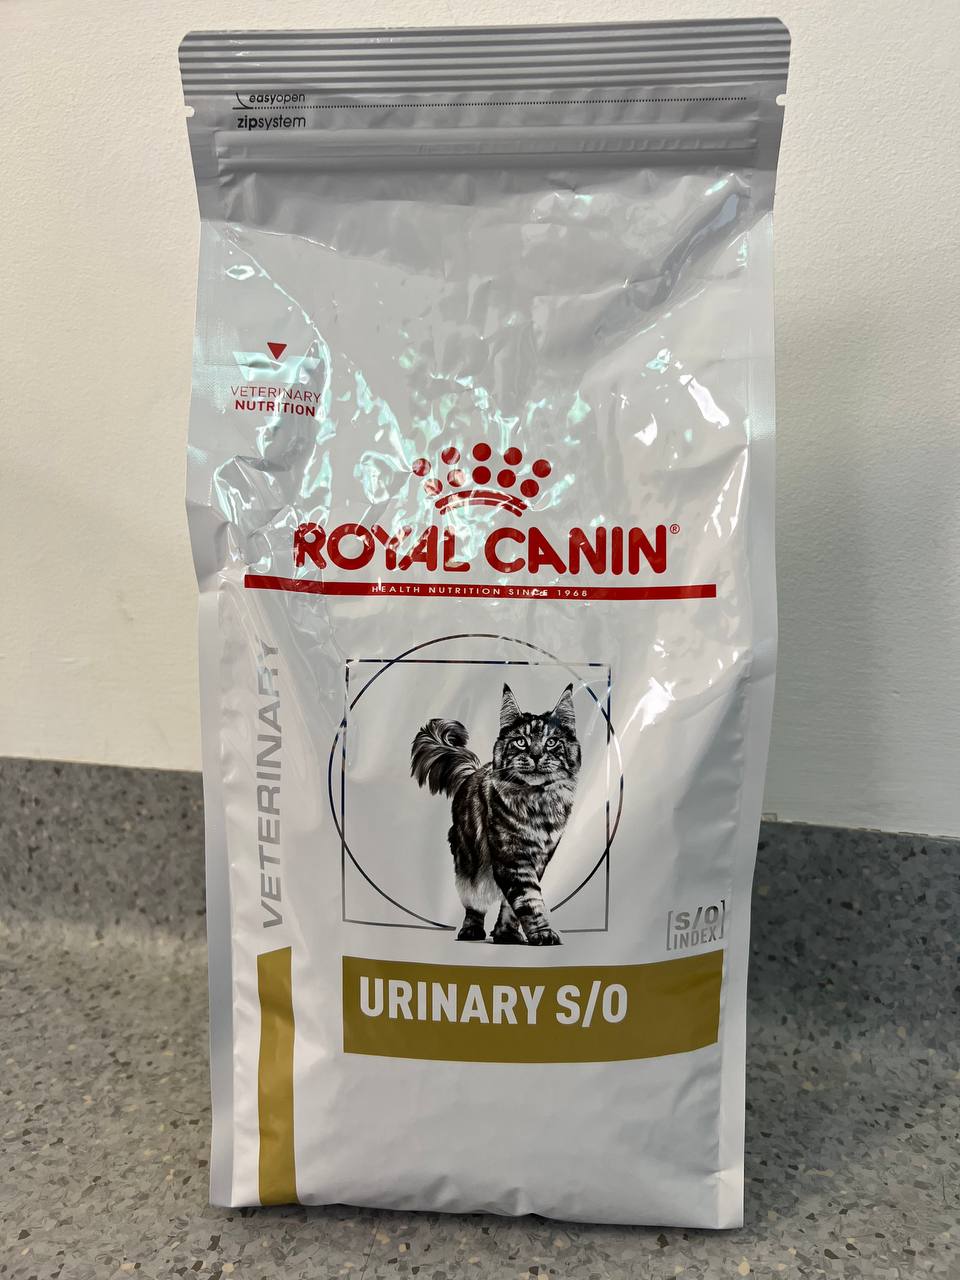 easyopen
zipsystem
VETERINARY
NUTRITION
ROYAL CANIN®
HEALTH NUTRITION SINCE 1968
VETERINARY
[S/O
INDEX]
URINARY S/O